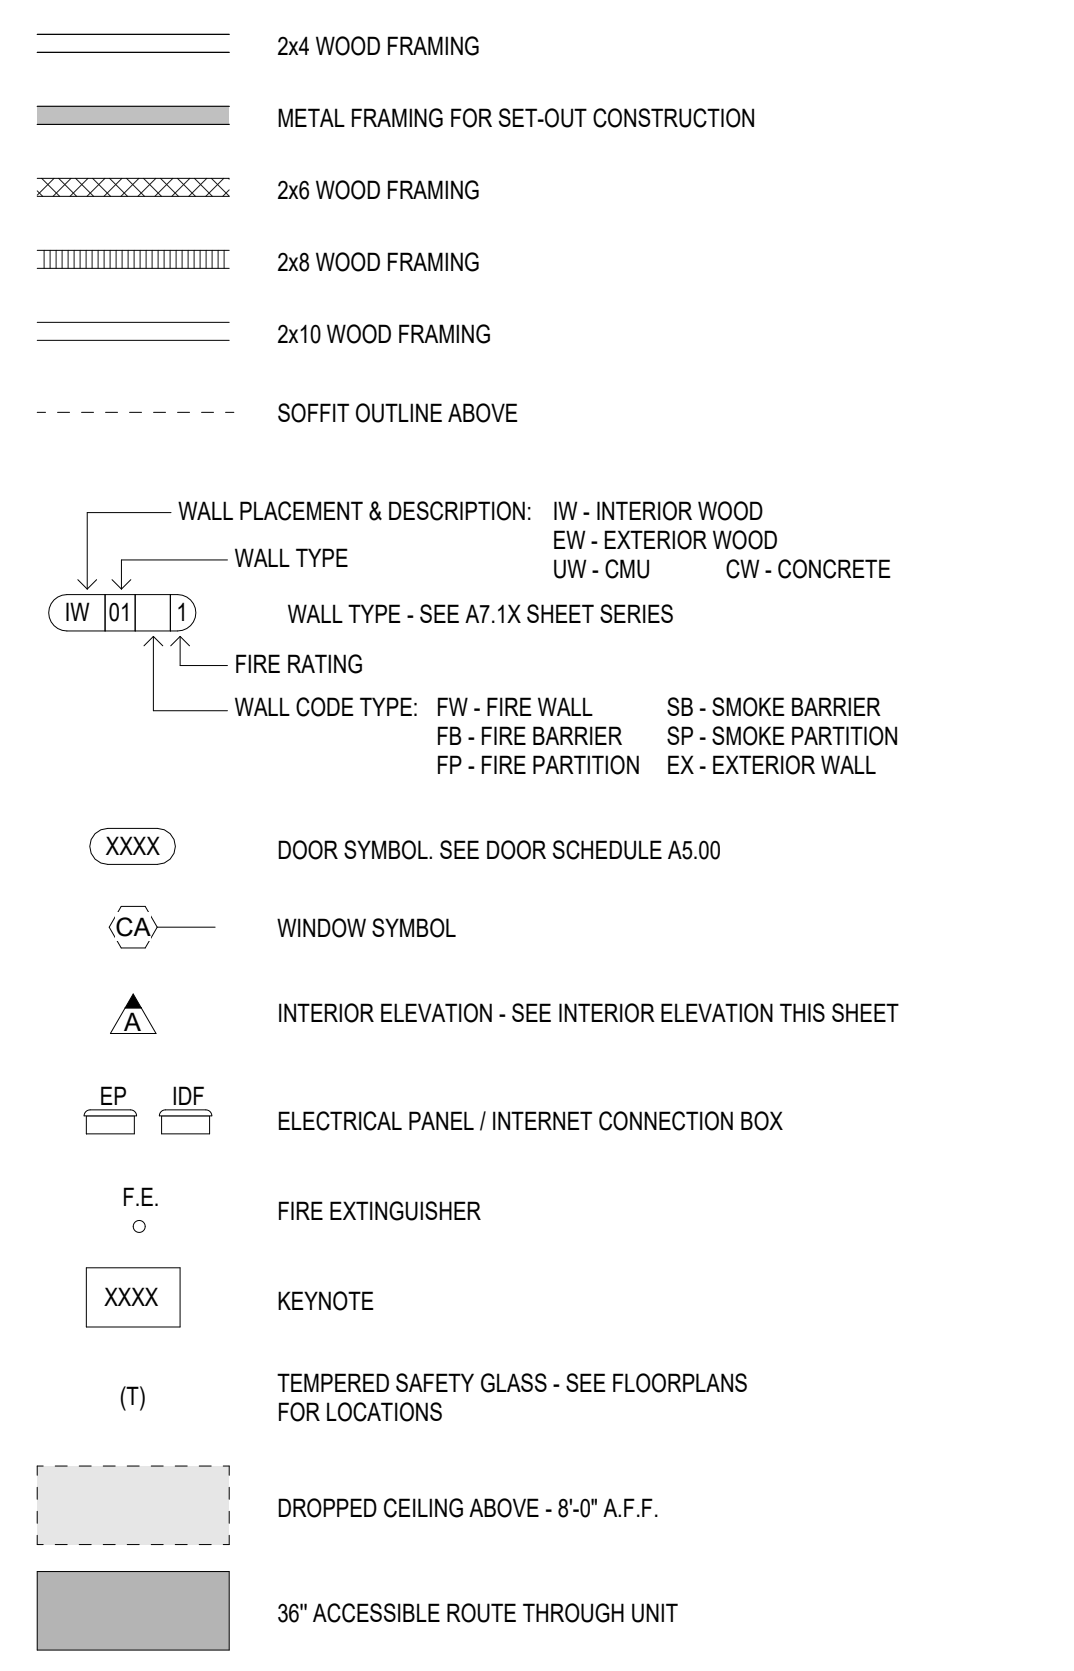 2x4 WOOD FRAMING
METAL FRAMING FOR SET-OUT CONSTRUCTION
2x6 WOOD FRAMING
2x8 WOOD FRAMING
2x10 WOOD FRAMING
SOFFIT OUTLINE ABOVE
WALL PLACEMENT & DESCRIPTION: IW - INTERIOR WOOD
EW - EXTERIOR WOOD
WALL TYPE
UW - CMU CW - CONCRETE
IW 01 1 WALL TYPE - SEE A7.1X SHEET SERIES
FIRE RATING
WALL CODE TYPE: FW - FIRE WALL SB - SMOKE BARRIER
FB - FIRE BARRIER SP - SMOKE PARTITION
FP - FIRE PARTITION EX - EXTERIOR WALL
XXXX DOOR SYMBOL. SEE DOOR SCHEDULE A5.00
CA WINDOW SYMBOL
A INTERIOR ELEVATION - SEE INTERIOR ELEVATION THIS SHEET
EP IDF
ELECTRICAL PANEL / INTERNET CONNECTION BOX
F.E.
FIRE EXTINGUISHER
XXXX KEYNOTE
(T) TEMPERED SAFETY GLASS - SEE FLOORPLANS
FOR LOCATIONS
DROPPED CEILING ABOVE - 8'-0" A.F.F.
36" ACCESSIBLE ROUTE THROUGH UNIT